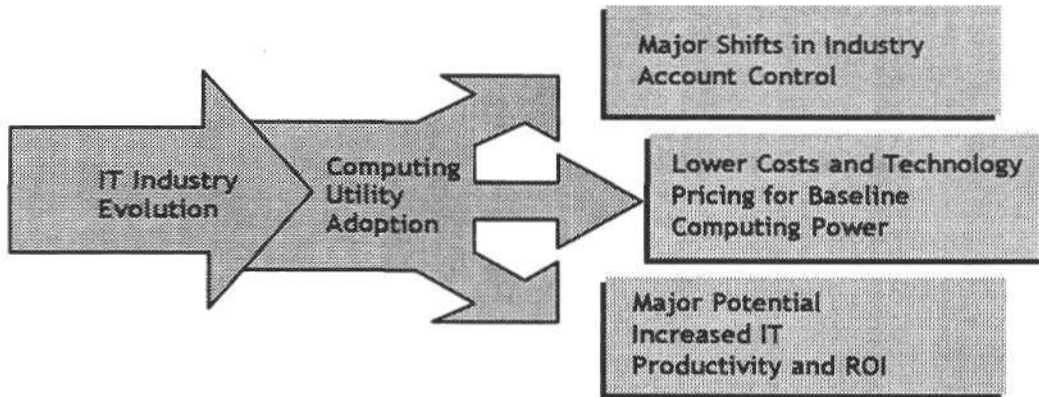 IT Industry
Evolution
Computing
Utility
Adoption
Major Shifts in Industry
Account Control
Lower Costs and Technology
Pricing for Baseline
Computing Power
Major Potential
Increased IT
Productivity and ROI